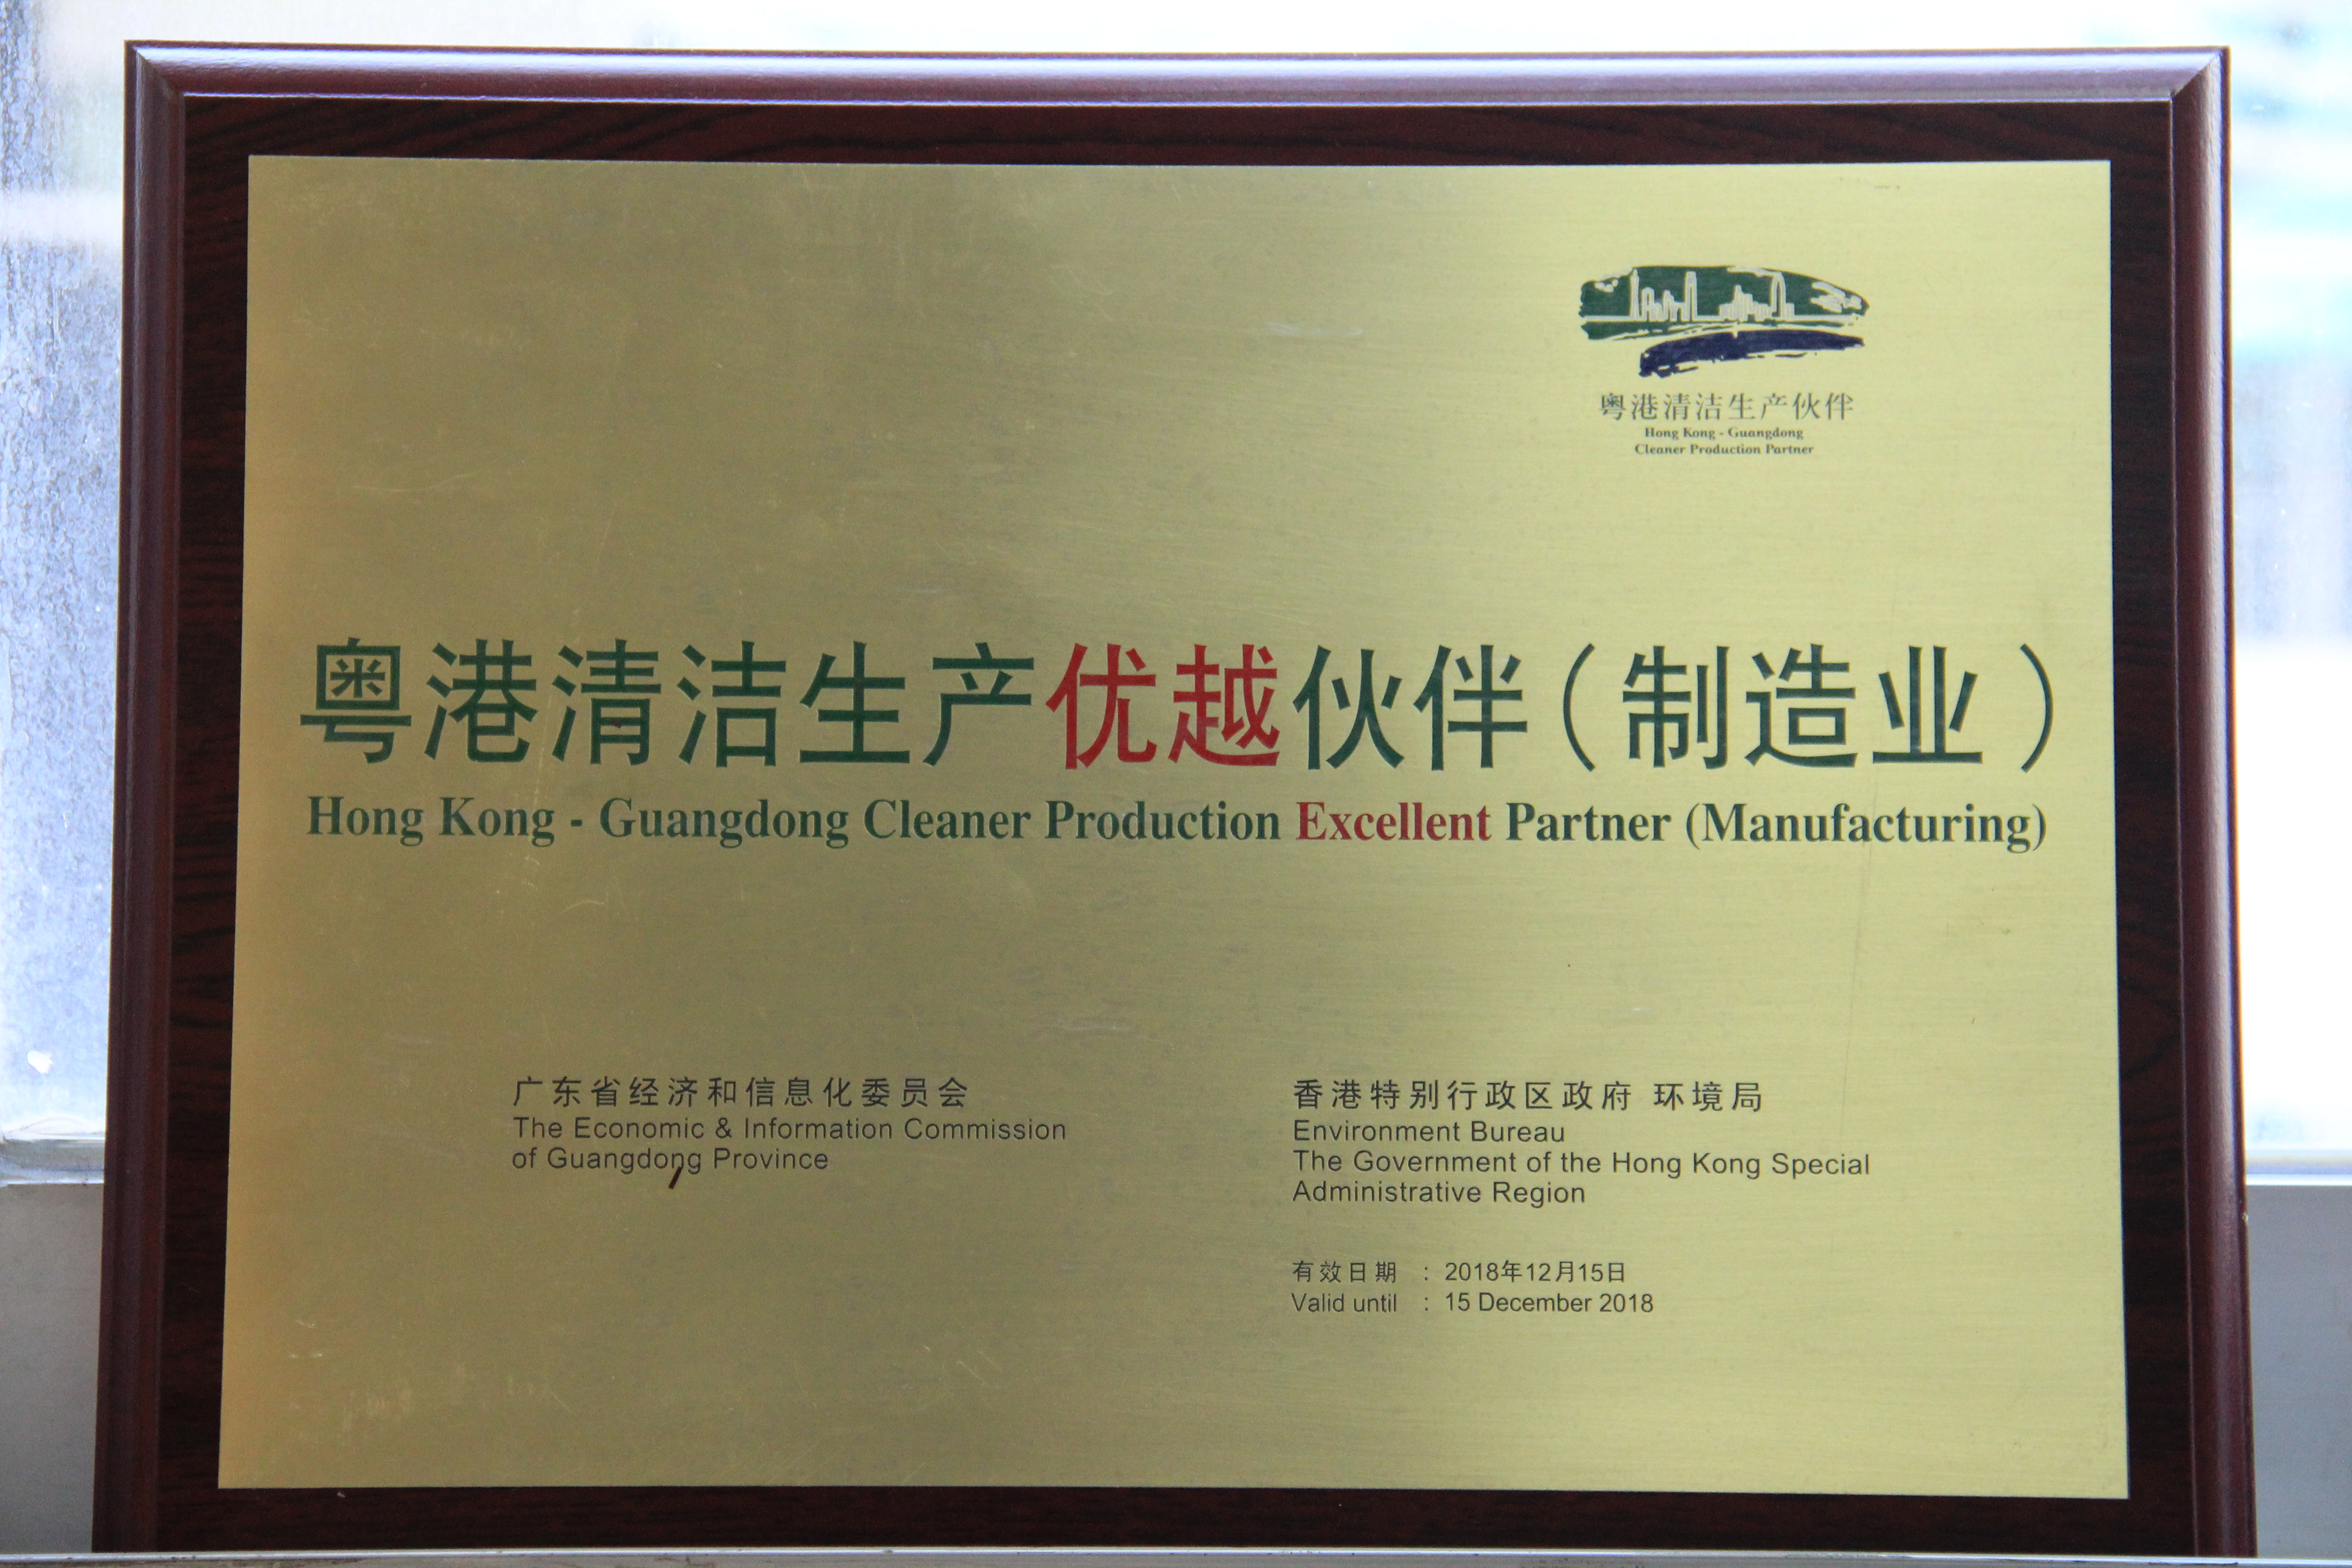 粤港清洁生产伙伴
Hong Kong - Guangdong
Cleaner Production Partner
粤港清洁生产优越伙伴(制造业)
Hong Kong - Guangdong Cleaner Production Excellent Partner (Manufacturing)
广东省经济和信息化委员会
The Economic & Information Commission
of Guangdong Province
香港特别行政区政府 环境局
Environment Bureau
The Government of the Hong Kong Special
Administrative Region
有效日期 : 2018年12月15日
Valid until : 15 December 2018